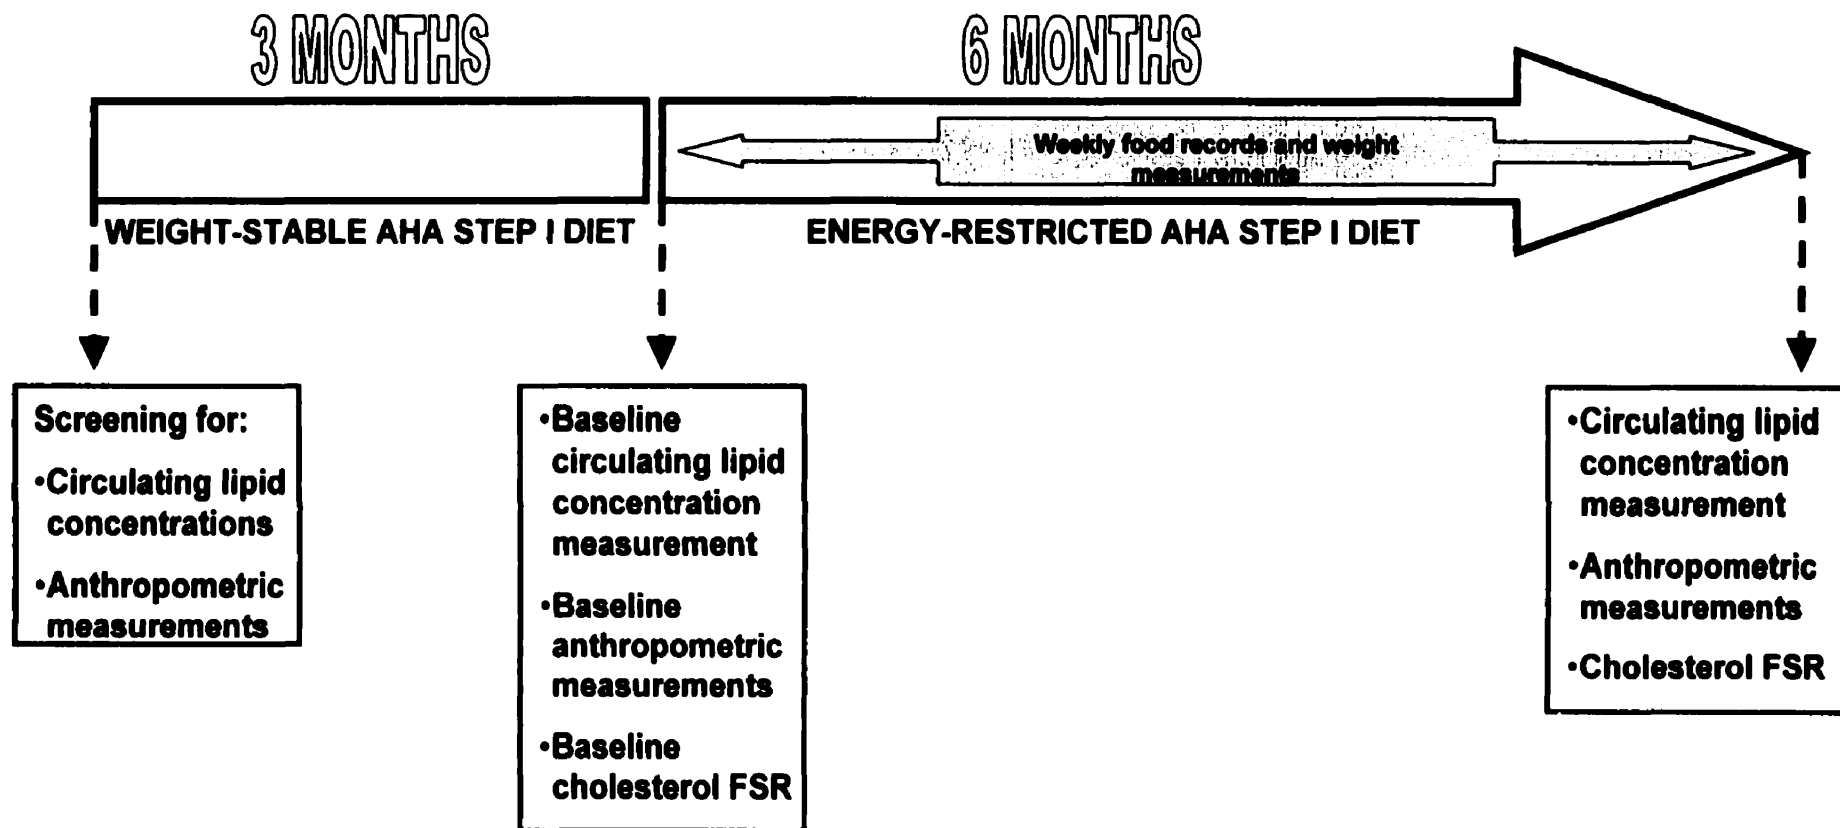 3 MONTHS
6 MONTHS
Weekly food records and weight
measurements
WEIGHT-STABLE AHA STEP I DIET
ENERGY-RESTRICTED AHA STEP I DIET
Screening for:
•Circulating lipid
concentrations
•Anthropometric
measurements
•Baseline
circulating lipid
concentration
measurement
•Baseline
anthropometric
measurements
•Baseline
cholesterol FSR
•Circulating lipid
concentration
measurement
•Anthropometric
measurements
•Cholesterol FSR